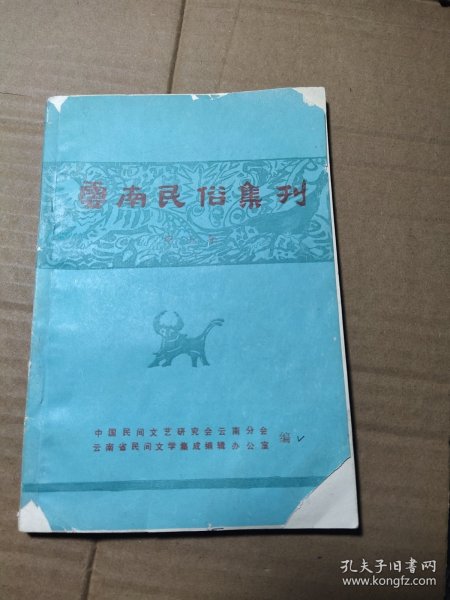 雲南民俗集刊
中国民间文艺研究会云南分会
云南省民间文学集成编辑办公室
编
孔夫子旧书网
www.kongfz.com